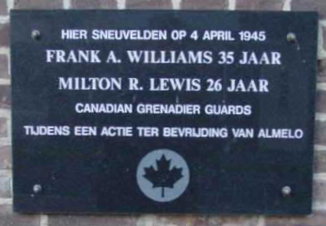 HIER SNEUVELDEN OP 4 APRIL 1945
FRANK A. WILLIAMS 35 JAAR
MILTON R. LEWIS 26 JAAR
CANADIAN GRENADIER GUARDS
TIJDENS EEN ACTIE TER BEVRIJDING VAN ALMELO